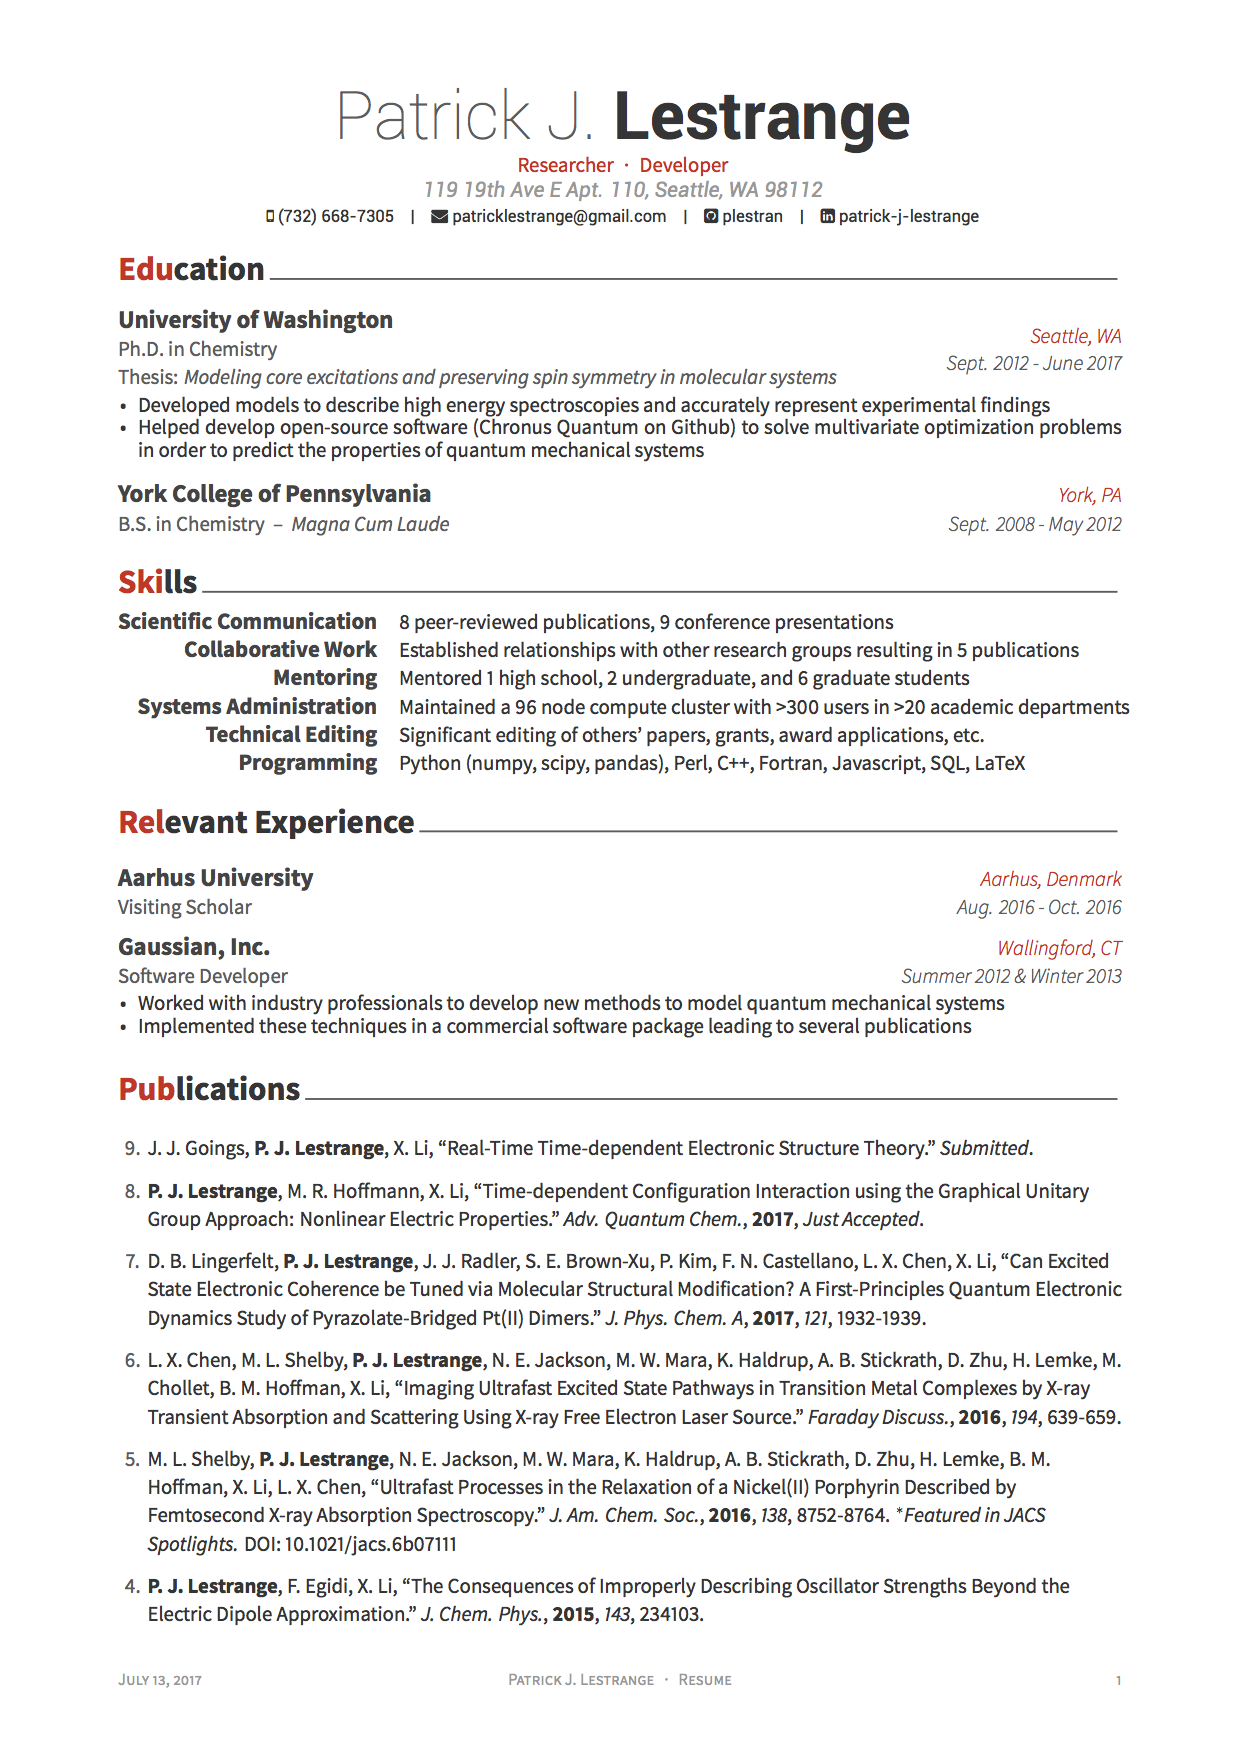 Patrick J. Lestrange
Researcher · Developer
119 19th Ave E Apt. 110, Seattle, WA 98112
(732) 668-7305 | patricklestrange@gmail.com | plestran | patrick-j-lestrange
Education
University of Washington
Seattle, WA
Ph.D. in Chemistry
Sept. 2012 - June 2017
Thesis: Modeling core excitations and preserving spin symmetry in molecular systems
• Developed models to describe high energy spectroscopies and accurately represent experimental findings
• Helped develop open-source software (Chronus Quantum on Github) to solve multivariate optimization problems
in order to predict the properties of quantum mechanical systems
York College of Pennsylvania York, PA
B.S. in Chemistry – Magna Cum Laude Sept. 2008 - May 2012
Skills
Scientific Communication 8 peer-reviewed publications, 9 conference presentations
Collaborative Work Established relationships with other research groups resulting in 5 publications
Mentoring Mentored 1 high school, 2 undergraduate, and 6 graduate students
Systems Administration Maintained a 96 node compute cluster with >300 users in >20 academic departments
Technical Editing Significant editing of others’ papers, grants, award applications, etc.
Programming Python (numpy, scipy, pandas), Perl, C++, Fortran, Javascript, SQL, LaTeX
Relevant Experience
Aarhus University Aarhus, Denmark
Visiting Scholar Aug. 2016 - Oct. 2016
Gaussian, Inc. Wallingford, CT
Software Developer Summer 2012 & Winter 2013
• Worked with industry professionals to develop new methods to model quantum mechanical systems
• Implemented these techniques in a commercial software package leading to several publications
Publications
9. J. J. Goings, P. J. Lestrange, X. Li, “Real-Time Time-dependent Electronic Structure Theory.” Submitted.
8. P. J. Lestrange, M. R. Hoffmann, X. Li, “Time-dependent Configuration Interaction using the Graphical Unitary
Group Approach: Nonlinear Electric Properties.” Adv. Quantum Chem., 2017, Just Accepted.
7. D. B. Lingerfelt, P. J. Lestrange, J. J. Radler, S. E. Brown-Xu, P. Kim, F. N. Castellano, L. X. Chen, X. Li, “Can Excited
State Electronic Coherence be Tuned via Molecular Structural Modification? A First-Principles Quantum Electronic
Dynamics Study of Pyrazolate-Bridged Pt(II) Dimers.” J. Phys. Chem. A, 2017, 121, 1932-1939.
6. L. X. Chen, M. L. Shelby, P. J. Lestrange, N. E. Jackson, M. W. Mara, K. Haldrup, A. B. Stickrath, D. Zhu, H. Lemke, M.
Chollet, B. M. Hoffman, X. Li, “Imaging Ultrafast Excited State Pathways in Transition Metal Complexes by X-ray
Transient Absorption and Scattering Using X-ray Free Electron Laser Source.” Faraday Discuss., 2016, 194, 639-659.
5. M. L. Shelby, P. J. Lestrange, N. E. Jackson, M. W. Mara, K. Haldrup, A. B. Stickrath, D. Zhu, H. Lemke, B. M.
Hoffman, X. Li, L. X. Chen, “Ultrafast Processes in the Relaxation of a Nickel(II) Porphyrin Described by
Femtosecond X-ray Absorption Spectroscopy.” J. Am. Chem. Soc., 2016, 138, 8752-8764. *Featured in JACS
Spotlights. DOI: 10.1021/jacs.6b07111
4. P. J. Lestrange, F. Egidi, X. Li, “The Consequences of Improperly Describing Oscillator Strengths Beyond the
Electric Dipole Approximation.” J. Chem. Phys., 2015, 143, 234103.
July 13, 2017 Patrick J. Lestrange · Resume 1